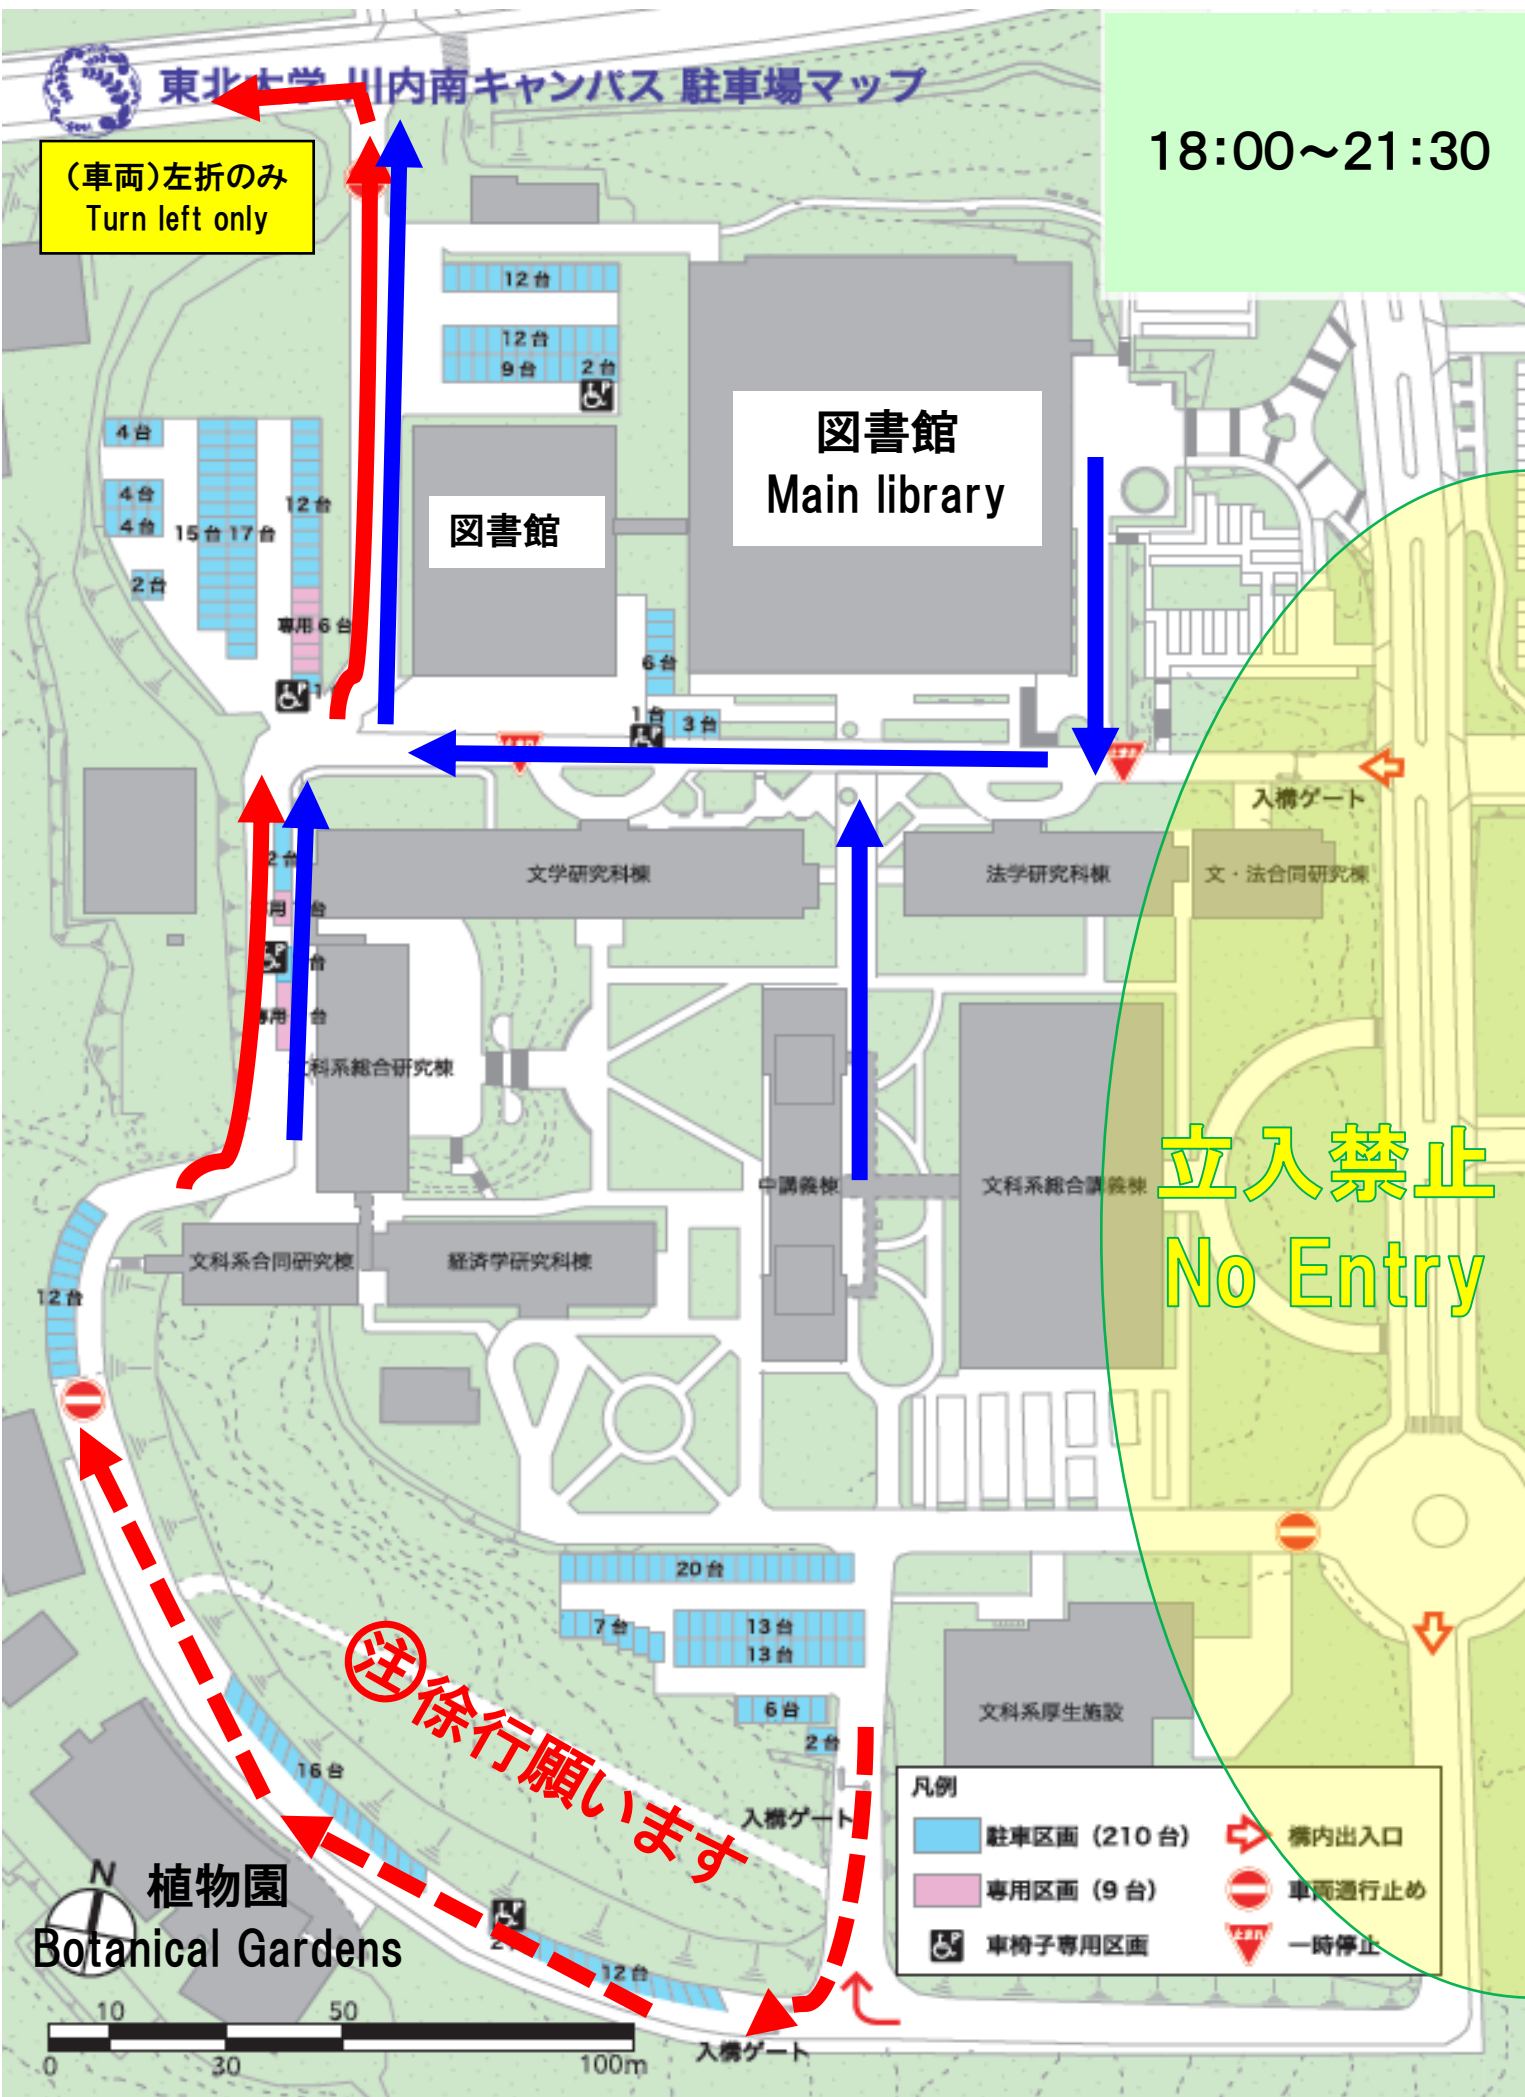 東北大学 川内南キャンパス 駐車場マップ
18:00～21:30
（車両）左折のみ
Turn left only
12台
12台
9台
2台
図書館
Main library
図書館
4台
4台
4台
2台
15台
17台
12台
専用 6台
6台
1台
3台
入構ゲート
2台
文学研究科棟
法学研究科棟
文・法合同研究棟
文科系総合研究棟
中講義棟
文科系総合講義棟
立入禁止
No Entry
文科系合同研究棟
経済学研究科棟
12台
20台
7台
13台
13台
6台
2台
注 徐行願います
16台
文科系厚生施設
入構ゲート
凡例
駐車区画（210台）
構内出入口
専用区画（9台）
車両通行止め
車椅子専用区画
一時停止
N
植物園
Botanical Gardens
12台
入構ゲート
10
50
0
30
100m